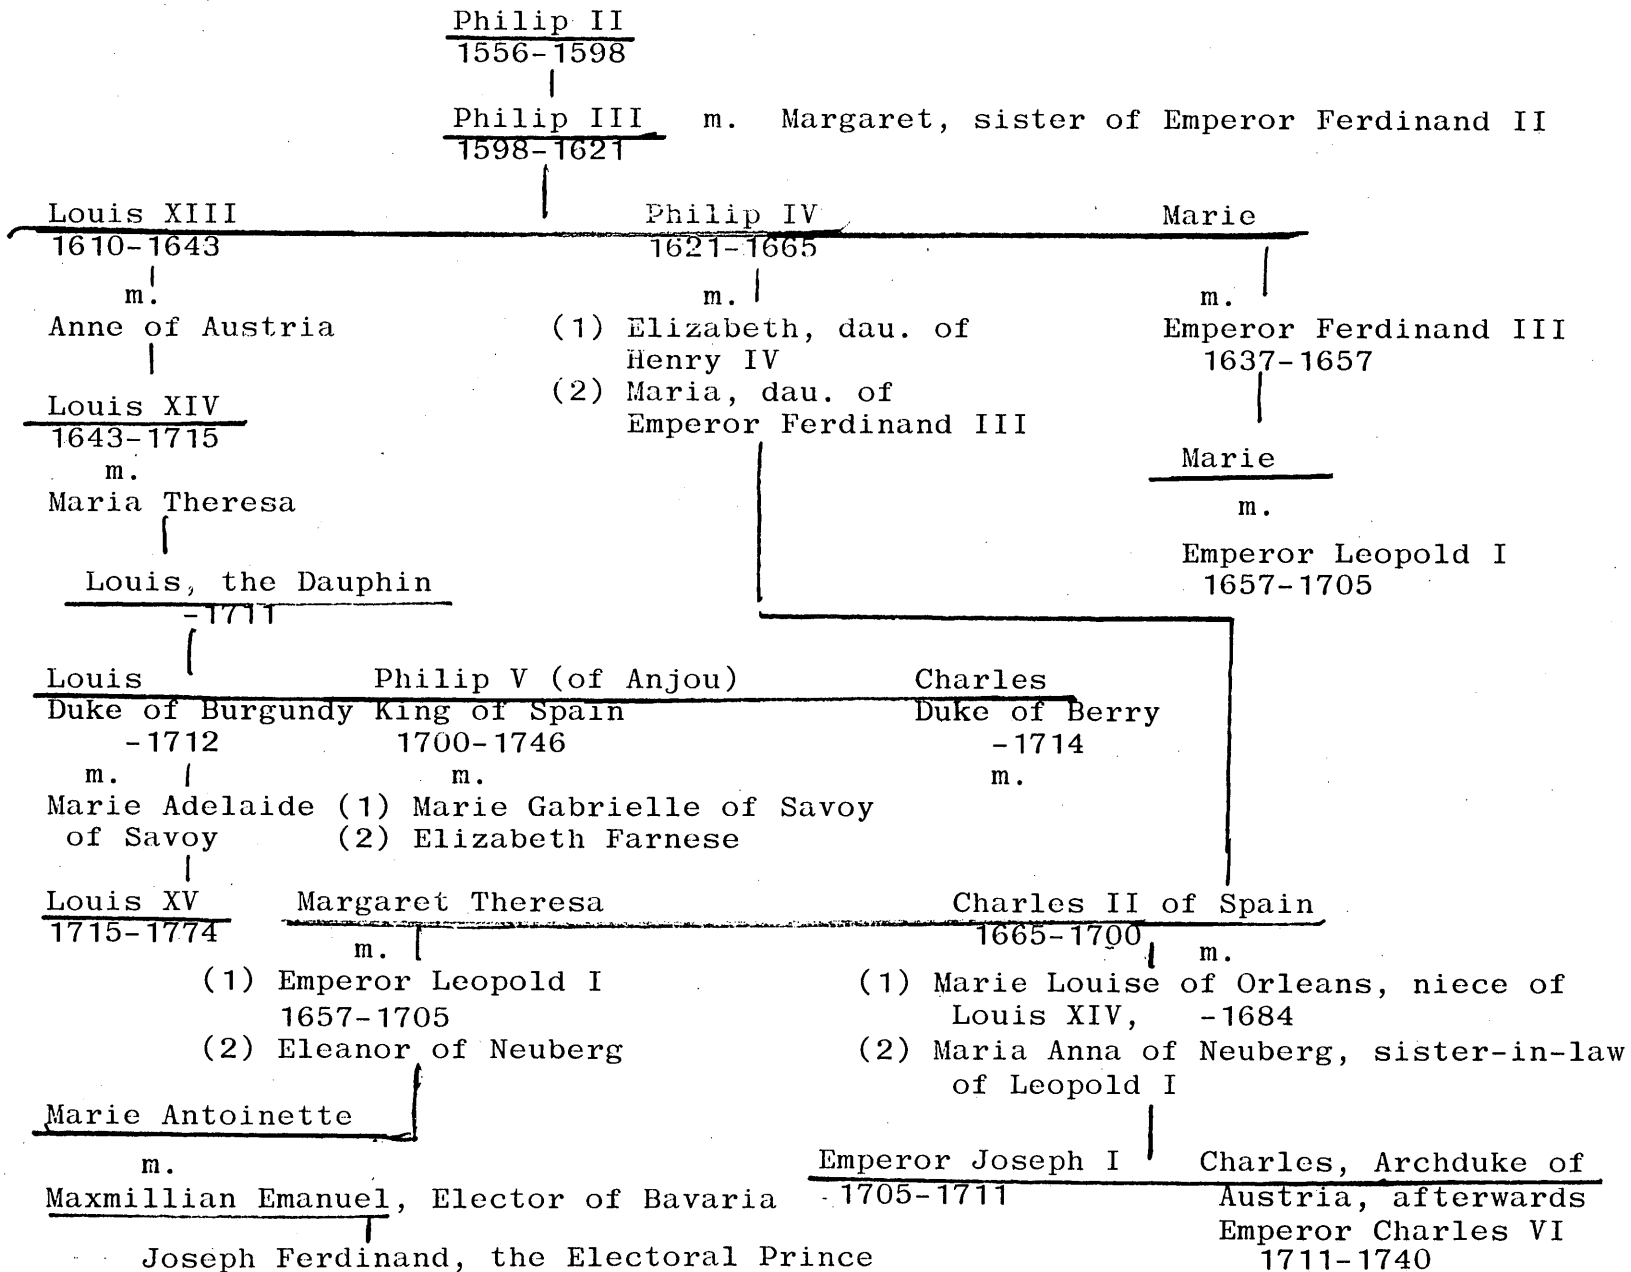 Philip II
1556-1598
Philip III m. Margaret, sister of Emperor Ferdinand II
1598-1621
Louis XIII Philip IV Marie
1610-1643 1621-1665
m. m. m.
Anne of Austria (1) Elizabeth, dau. of Emperor Ferdinand III
Henry IV 1637-1657
(2) Maria, dau. of
Louis XIV Emperor Ferdinand III
1643-1715 Marie
m. m.
Maria Theresa
Emperor Leopold I
Louis, the Dauphin 1657-1705
-1711
Louis Philip V (of Anjou) Charles
Duke of Burgundy King of Spain Duke of Berry
-1712 1700-1746 -1714
m. m. m.
Marie Adelaide (1) Marie Gabrielle of Savoy
of Savoy (2) Elizabeth Farnese
Louis XV Margaret Theresa Charles II of Spain
1715-1774 1665-1700
m. m.
(1) Emperor Leopold I (1) Marie Louise of Orleans, niece of
1657-1705 Louis XIV, -1684
(2) Eleanor of Neuberg (2) Maria Anna of Neuberg, sister-in-law
of Leopold I
Marie Antoinette
m. Emperor Joseph I Charles, Archduke of
Maxmillian Emanuel, Elector of Bavaria 1705-1711 Austria, afterwards
Emperor Charles VI
Joseph Ferdinand, the Electoral Prince 1711-1740